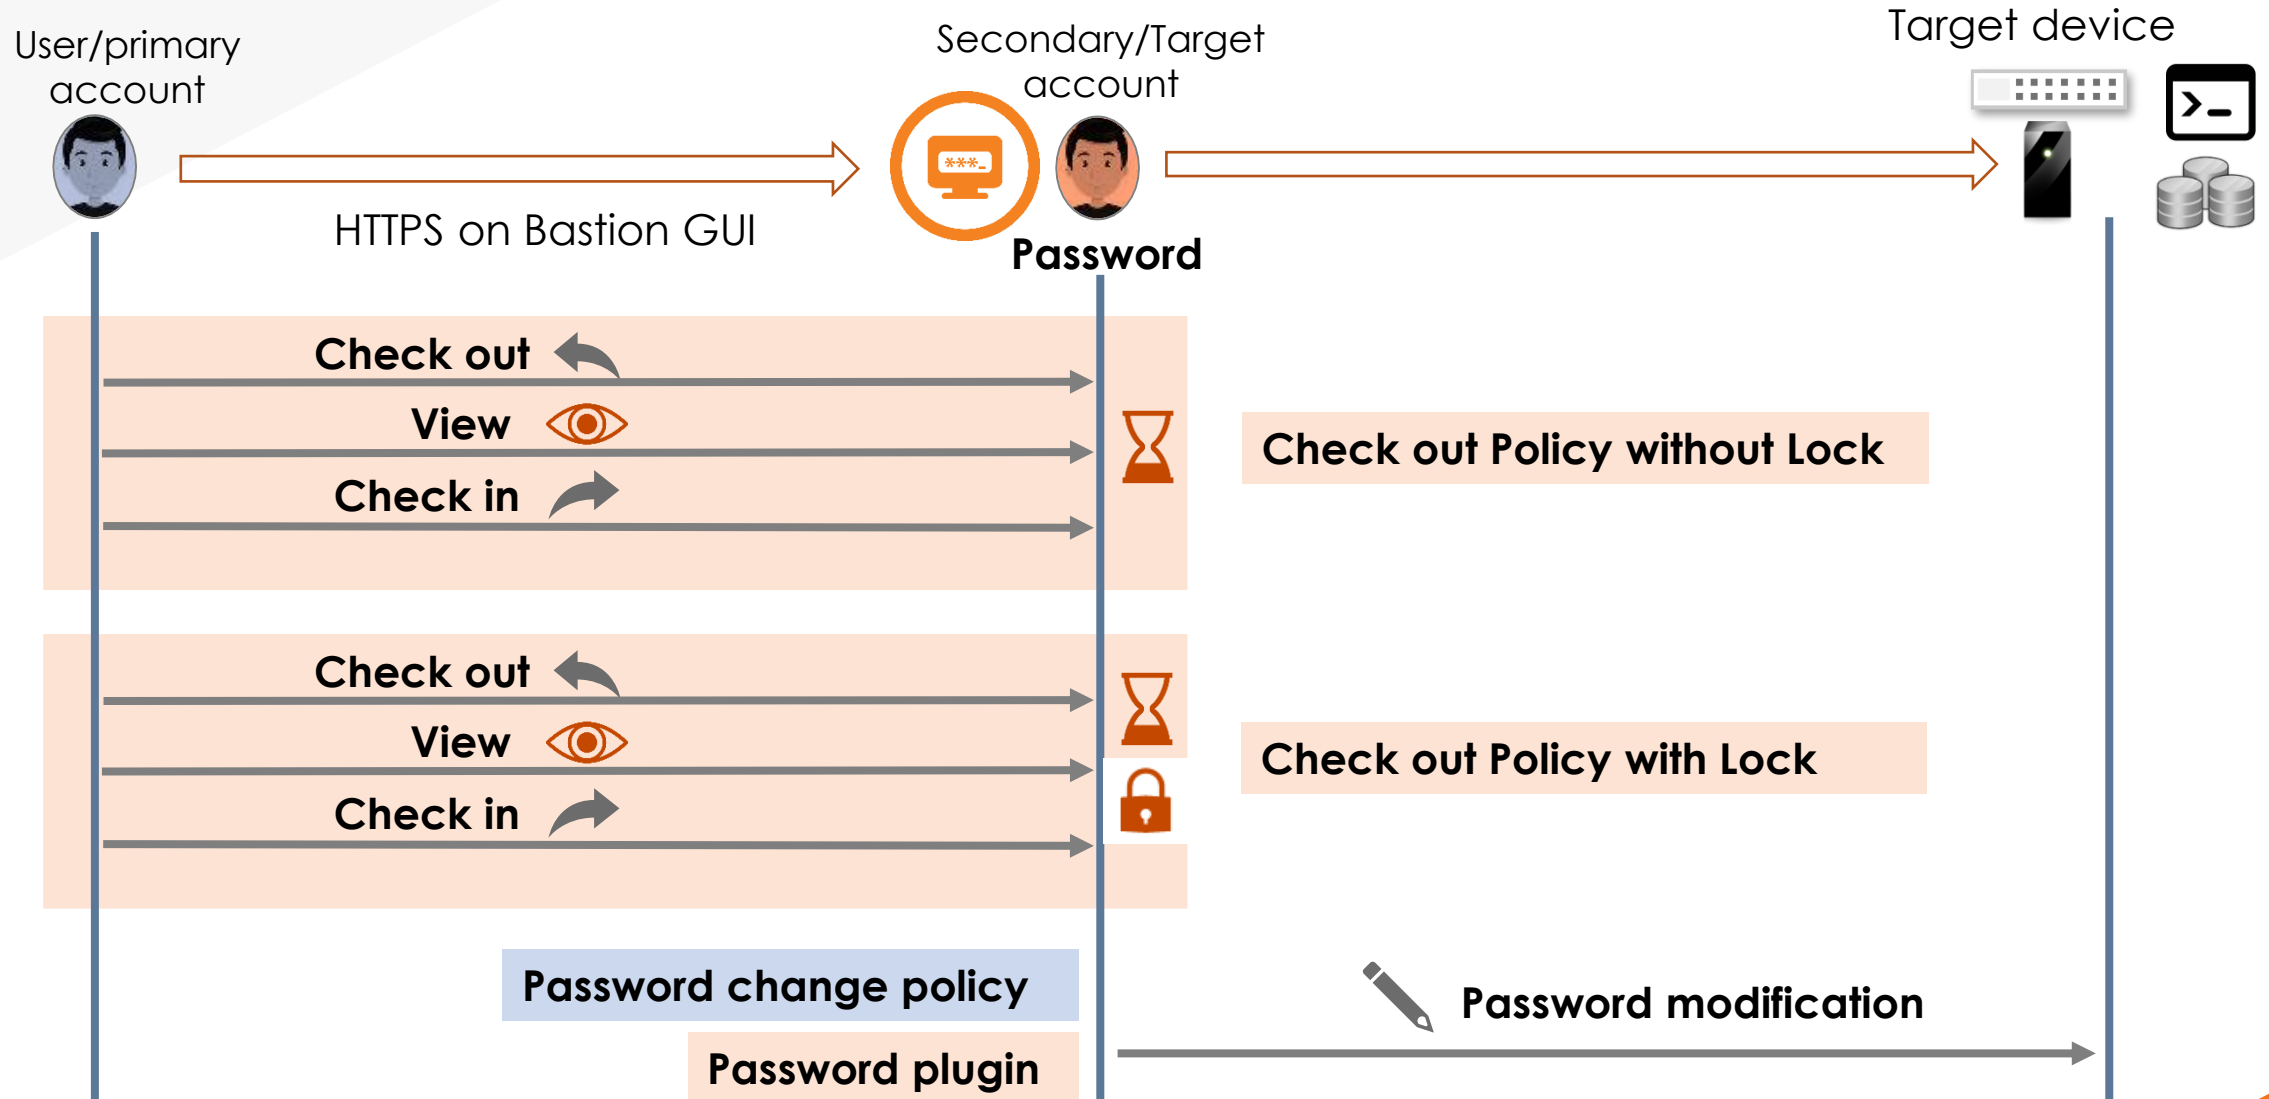 User/primary
account
Secondary/Target
account
Target device
***_
>_
HTTPS on Bastion GUI
Password
Check out
View
Check in
Check out Policy without Lock
Check out
View
Check in
Check out Policy with Lock
Password change policy
Password modification
Password plugin